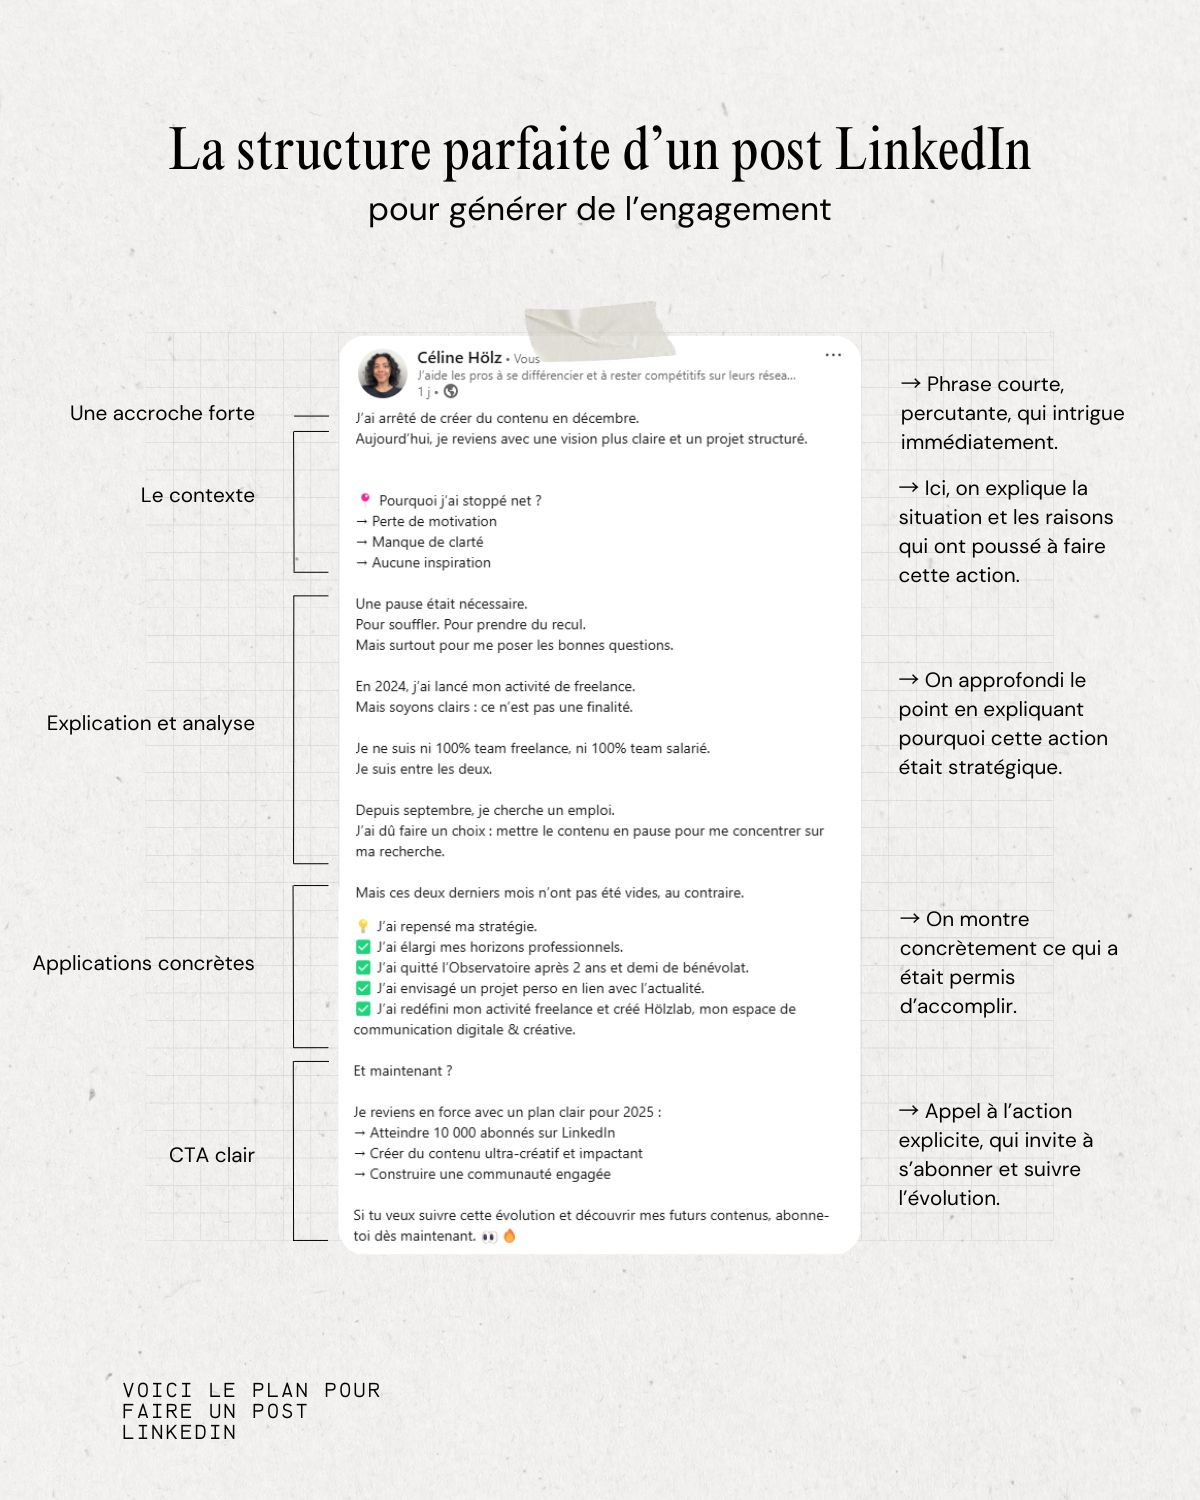 La structure parfaite d’un post LinkedIn
pour générer de l’engagement
Céline Hölz • Vous
J’aide les pros à se différencier et à rester compétitifs sur leurs résea...
1 j •
Une accroche forte
J’ai arrêté de créer du contenu en décembre.
Aujourd’hui, je reviens avec une vision plus claire et un projet structuré.
→ Phrase courte,
percutante, qui intrigue
immédiatement.
Le contexte
📍 Pourquoi j’ai stoppé net ?
→ Perte de motivation
→ Manque de clarté
→ Aucune inspiration
→ Ici, on explique la
situation et les raisons
qui ont poussé à faire
cette action.
Explication et analyse
Une pause était nécessaire.
Pour souffler. Pour prendre du recul.
Mais surtout pour me poser les bonnes questions.
En 2024, j’ai lancé mon activité de freelance.
Mais soyons clairs : ce n’est pas une finalité.
Je ne suis ni 100% team freelance, ni 100% team salarié.
Je suis entre les deux.
Depuis septembre, je cherche un emploi.
J’ai dû faire un choix : mettre le contenu en pause pour me concentrer sur
ma recherche.
→ On approfondi le
point en expliquant
pourquoi cette action
était stratégique.
Applications concrètes
Mais ces deux derniers mois n’ont pas été vides, au contraire.
💡 J’ai repensé ma stratégie.
✅ J’ai élargi mes horizons professionnels.
✅ J’ai quitté l’Observatoire après 2 ans et demi de bénévolat.
✅ J’ai envisagé un projet perso en lien avec l’actualité.
✅ J’ai redéfini mon activité freelance et créé Hölzlab, mon espace de
communication digitale & créative.
→ On montre
concrètement ce qui a
était permis
d’accomplir.
CTA clair
Et maintenant ?
Je reviens en force avec un plan clair pour 2025 :
→ Atteindre 10 000 abonnés sur LinkedIn
→ Créer du contenu ultra-créatif et impactant
→ Construire une communauté engagée
Si tu veux suivre cette évolution et découvrir mes futurs contenus, abonne-
toi dès maintenant. 👀 🔥
→ Appel à l’action
explicite, qui invite à
s’abonner et suivre
l’évolution.
VOICI LE PLAN POUR
FAIRE UN POST
LINKEDIN